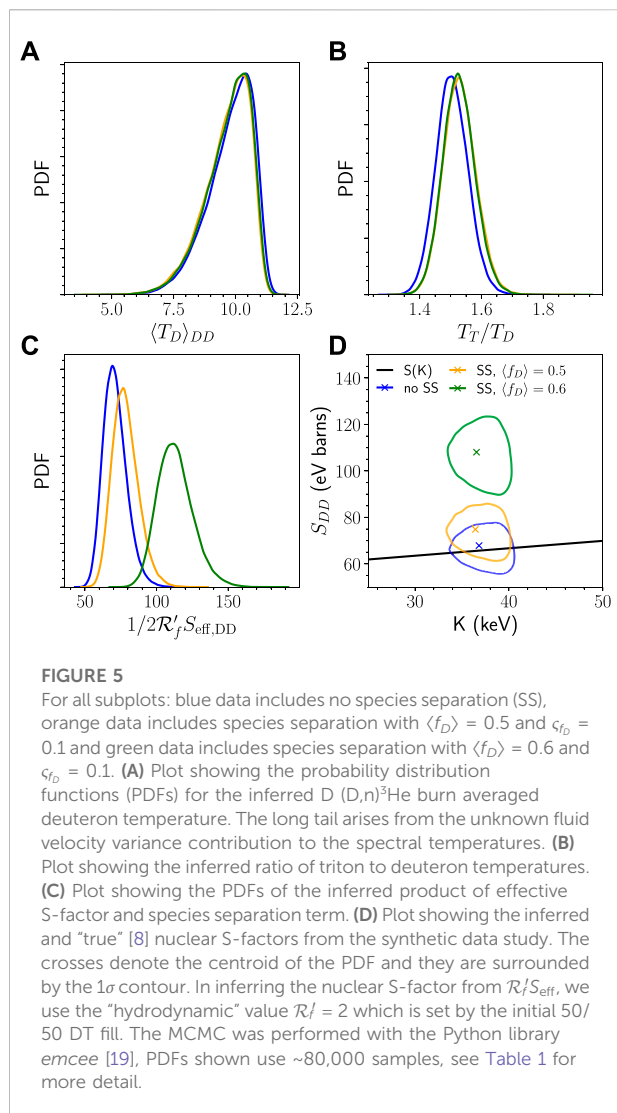 A
B
PDF
PDF
5.0 7.5 10.0 12.5
1.4 1.6 1.8
⟨T_D⟩_DD
T_T/T_D
C
D
PDF
50 100 150
1/2ℛ′_f S_eff,DD
S(K)
no SS
SS, ⟨f_D⟩ = 0.5
SS, ⟨f_D⟩ = 0.6
S_DD (eV barns)
140
120
100
80
60
30 40 50
K (keV)
FIGURE 5
For all subplots: blue data includes no species separation (SS),
orange data includes species separation with ⟨f_D⟩ = 0.5 and ς_f_D =
0.1 and green data includes species separation with ⟨f_D⟩ = 0.6 and
ς_f_D = 0.1. (A) Plot showing the probability distribution
functions (PDFs) for the inferred D (D,n)³He burn averaged
deuteron temperature. The long tail arises from the unknown fluid
velocity variance contribution to the spectral temperatures. (B)
Plot showing the inferred ratio of triton to deuteron temperatures.
(C) Plot showing the PDFs of the inferred product of effective
S-factor and species separation term. (D) Plot showing the inferred
and “true” [8] nuclear S-factors from the synthetic data study. The
crosses denote the centroid of the PDF and they are surrounded
by the 1σ contour. In inferring the nuclear S-factor from ℛ′_f S_eff, we
use the “hydrodynamic” value ℛ′_f = 2 which is set by the initial 50/
50 DT fill. The MCMC was performed with the Python library
emcee [19], PDFs shown use ~80,000 samples, see Table 1 for
more detail.